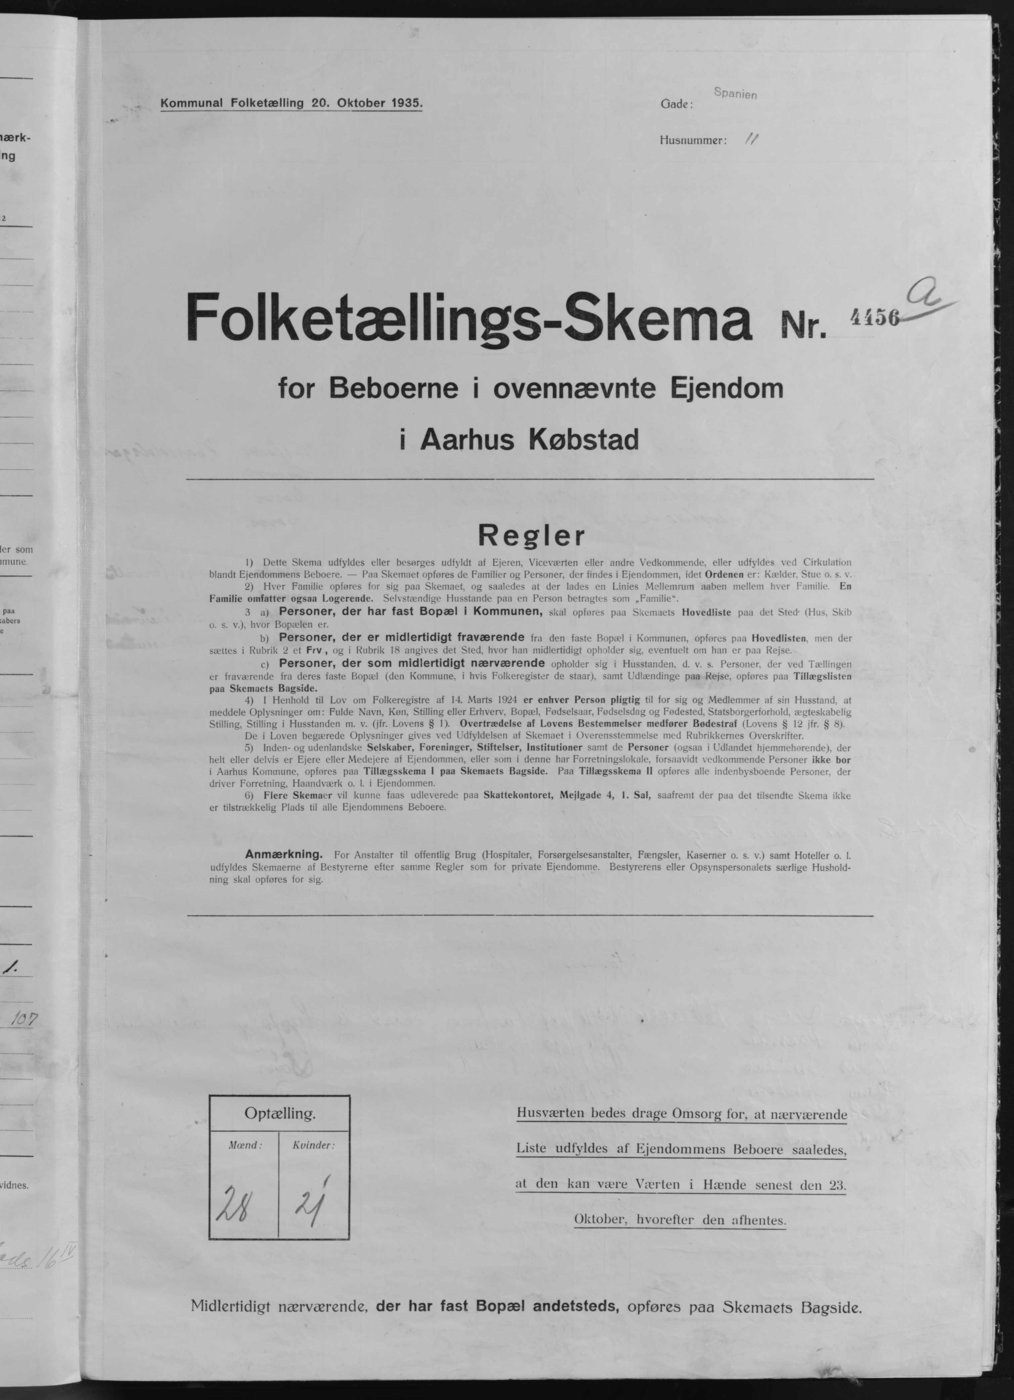 Kommunal Folketælling 20. Oktober 1935.
Gade: Spanien
Husnummer: 11
Folketællings-Skema Nr. 4456 a
for Beboerne i ovennævnte Ejendom
i Aarhus Købstad
Regler
1) Dette Skema udfyldes eller besørges udfyldt af Ejeren, Viceværten eller andre Vedkommende, eller udfyldes ved Cirkulation
blandt Ejendommens Beboere. — Paa Skemaet opføres de Familier og Personer, der findes i Ejendommen, idet Ordenen er: Kælder, Stue o. s. v.
2) Hver Familie opføres for sig paa Skemaet, og saaledes at der lades en Linies Mellemrum aaben mellem hver Familie. En
Familie omfatter ogsaa Logerende. Selvstændige Husstande paa en Person betragtes som „Familie“.
3 a) Personer, der har fast Bopæl i Kommunen, skal opføres paa Skemaets Hovedliste paa det Sted (Hus, Skib
o. s. v.), hvor Bopælen er.
b) Personer, der er midlertidigt fraværende fra den faste Bopæl i Kommunen, opføres paa Hovedlisten, men der
sættes i Rubrik 2 et Frv, og i Rubrik 18 angives det Sted, hvor han midlertidigt opholder sig, eventuelt om han er paa Rejse.
c) Personer, der som midlertidigt nærværende opholder sig i Husstanden, d. v. s. Personer, der ved Tællingen
er fraværende fra deres faste Bopæl (den Kommune, i hvis Folkeregister de staar), samt Udlændinge paa Rejse, opføres paa Tillægslisten
paa Skemaets Bagside.
4) I Henhold til Lov om Folkeregistre af 14. Marts 1924 er enhver Person pligtig til for sig og Medlemmer af sin Husstand, at
meddele Oplysninger om: Fulde Navn, Køn, Stilling eller Erhverv, Bopæl, Fødselsaar, Fødselsdag og Fødested, Statsborgerforhold, ægteskabelig
Stilling, Stilling i Husstanden m. v. (jfr. Lovens § 1). Overtrædelse af Lovens Bestemmelser medfører Bødestraf (Lovens § 12 jfr. § 8).
De i Loven begærede Oplysninger gives ved Udfyldelsen af Skemaet i Overensstemmelse med Rubrikkernes Overskrifter.
5) Inden- og udenlandske Selskaber, Foreninger, Stiftelser, Institutioner samt de Personer (ogsaa i Udlandet hjemmehørende), der
helt eller delvis er Ejere eller Medejere af Ejendommen, eller som i denne har Forretningslokale, forsaavidt vedkommende Personer ikke bor
i Aarhus Kommune, opføres paa Tillægsskema I paa Skemaets Bagside. Paa Tillægsskema II opføres alle indenbysboende Personer, der
driver Forretning, Haandværk o. l. i Ejendommen.
6) Flere Skemaer vil kunne faas udleverede paa Skattekontoret, Mejlgade 4, 1. Sal, saafremt der paa det tilsendte Skema ikke
er tilstrækkelig Plads til alle Ejendommens Beboere.
Anmærkning. For Anstalter til offentlig Brug (Hospitaler, Forsørgelsesanstalter, Fængsler, Kaserner o. s. v.) samt Hoteller o. l.
udfyldes Skemaerne af Bestyrerne efter samme Regler som for private Ejendomme. Bestyrerens eller Opsynspersonalets særlige Hushold-
ning skal opføres for sig.
Optælling.
Mænd: Kvinder:
28 21
Husværten bedes drage Omsorg for, at nærværende
Liste udfyldes af Ejendommens Beboere saaledes,
at den kan være Værten i Hænde senest den 23.
Oktober, hvorefter den afhentes.
Midlertidigt nærværende, der har fast Bopæl andetsteds, opføres paa Skemaets Bagside.
ærk-
ng
2
ler som
mune.
paa
kabers
e
1.
107
vidnes.